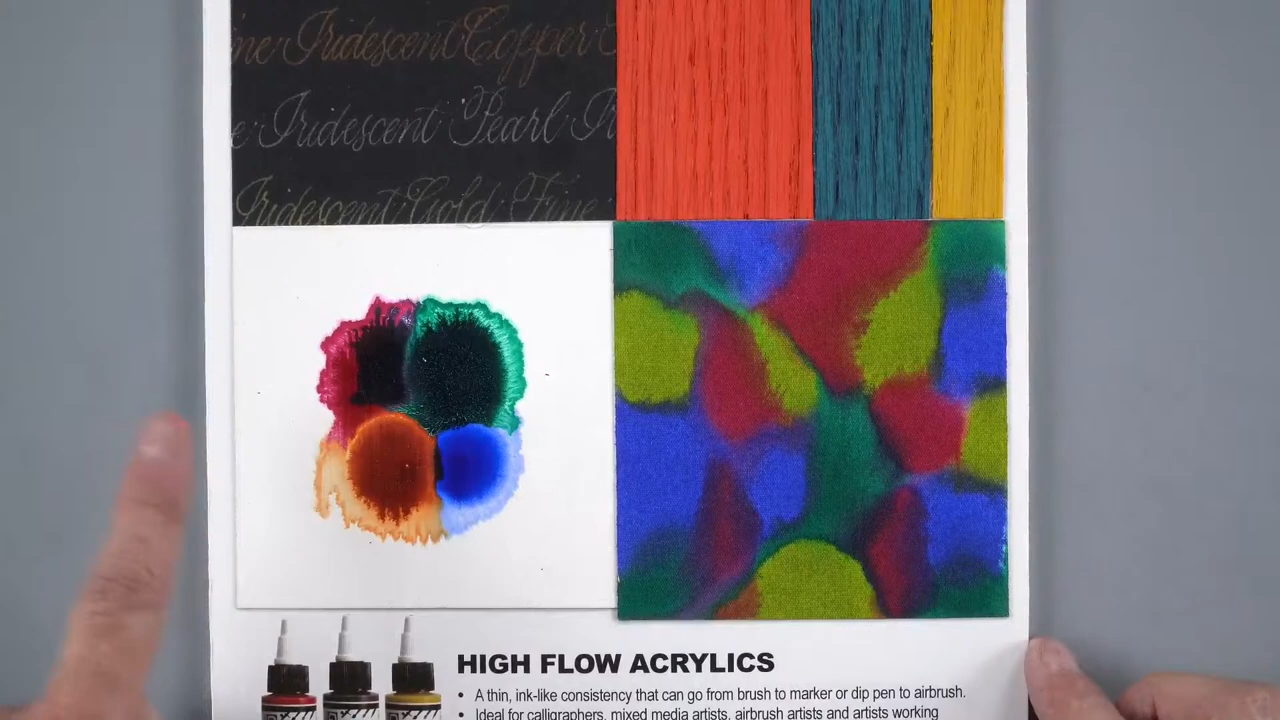 ne Iridescent Copper
e Iridescent Pearl
Iridescent Gold Fine
HIGH FLOW ACRYLICS
• A thin, ink-like consistency that can go from brush to marker or dip pen to airbrush.
• Ideal for calligraphers, mixed media artists, airbrush artists and artists working